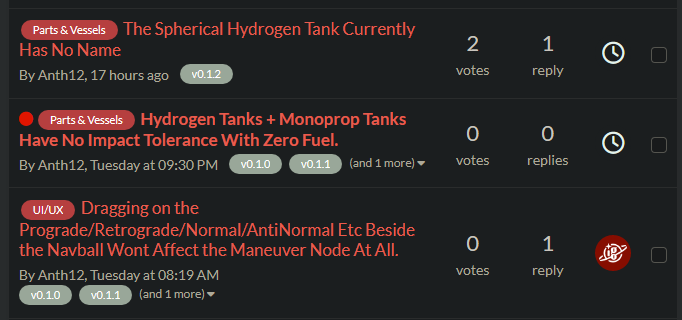 Parts & Vessels The Spherical Hydrogen Tank Currently
Has No Name
By Anth12, 17 hours ago v0.1.2
2 votes
1 reply
Parts & Vessels Hydrogen Tanks + Monoprop Tanks
Have No Impact Tolerance With Zero Fuel.
By Anth12, Tuesday at 09:30 PM v0.1.0 v0.1.1 (and 1 more)
0 votes
0 replies
UI/UX Dragging on the
Prograde/Retrograde/Normal/AntiNormal Etc Beside
the Navball Wont Affect the Maneuver Node At All.
By Anth12, Tuesday at 08:19 AM
v0.1.0 v0.1.1 (and 1 more)
0 votes
1 reply